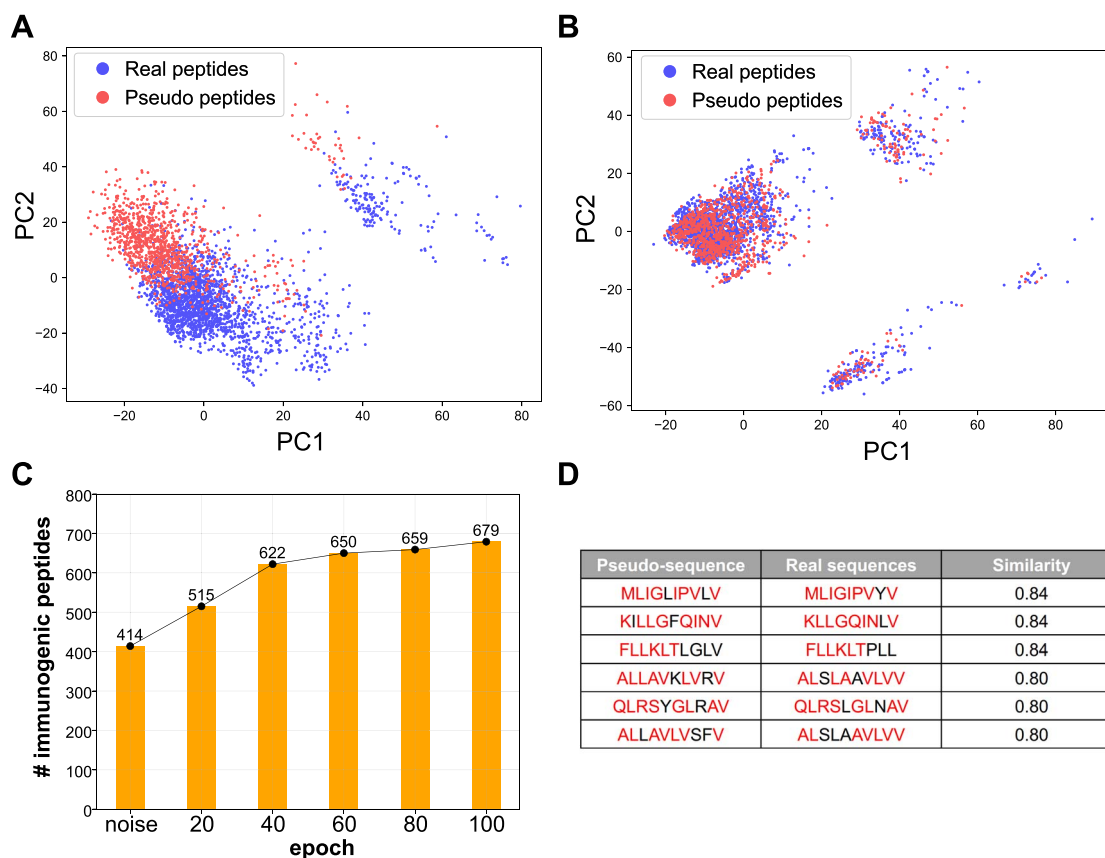 A
Real peptides
Pseudo peptides
80
60
40
20
0
−20
−40
PC2
−20
0
20
40
60
80
PC1
B
Real peptides
Pseudo peptides
60
40
20
0
−20
−40
−60
PC2
−20
0
20
40
60
80
PC1
C
# immunogenic peptides
800
700
600
500
400
300
200
100
0
414
515
622
650
659
679
noise
20
40
60
80
100
epoch
D
Pseudo-sequence Real sequences Similarity
MLIGLIPVLV MLIGIPVYV 0.84
KILLGFQINV KLLGQINLV 0.84
FLLKLTLGLV FLLKLTPLL 0.84
ALLAVKLVRV ALSLAAVLVV 0.80
QLRSYGLRAV QLRSLGLNAV 0.80
ALLAVLVSFV ALSLAAVLVV 0.80